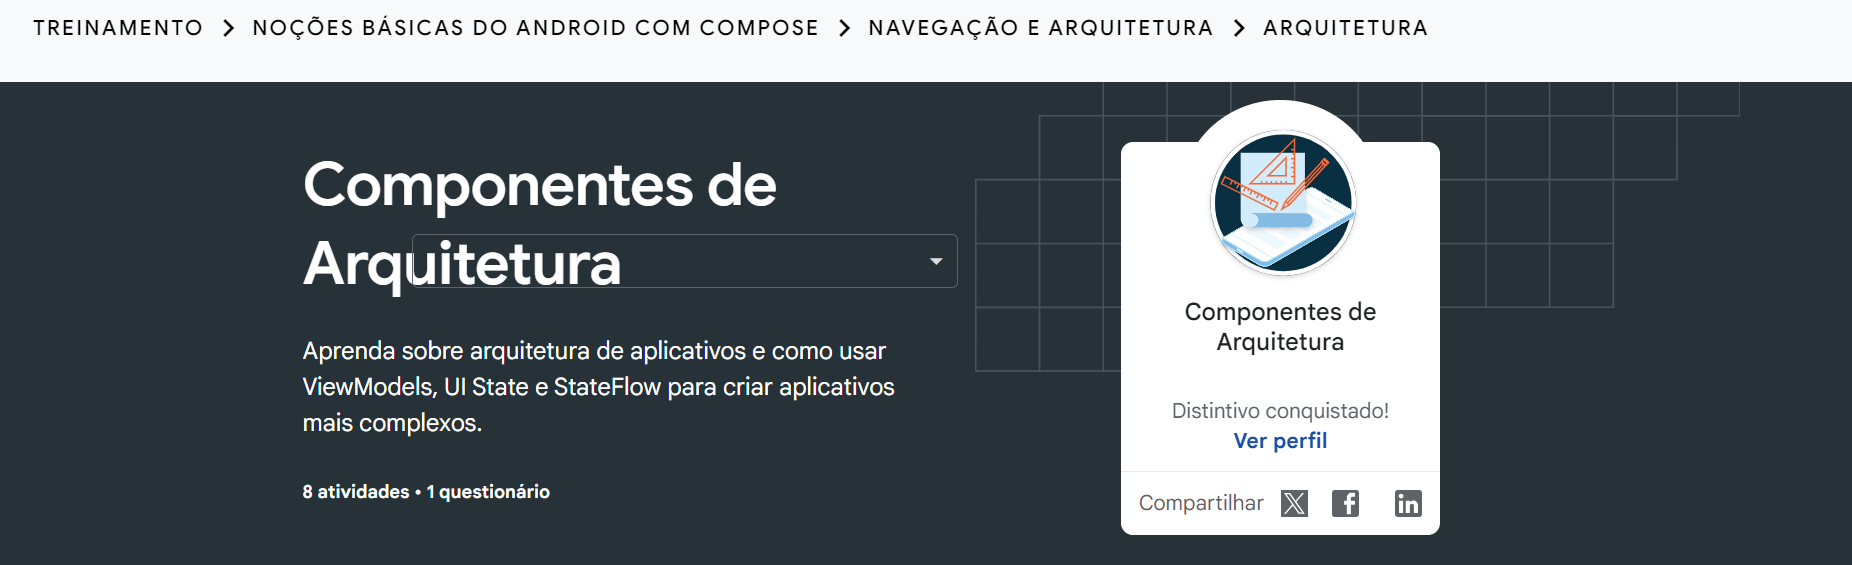 TREINAMENTO > NOÇÕES BÁSICAS DO ANDROID COM COMPOSE > NAVEGAÇÃO E ARQUITETURA > ARQUITETURA
Componentes de
Arquitetura
Aprenda sobre arquitetura de aplicativos e como usar
ViewModels, UI State e StateFlow para criar aplicativos
mais complexos.
8 atividades • 1 questionário
Componentes de
Arquitetura
Distintivo conquistado!
Ver perfil
Compartilhar